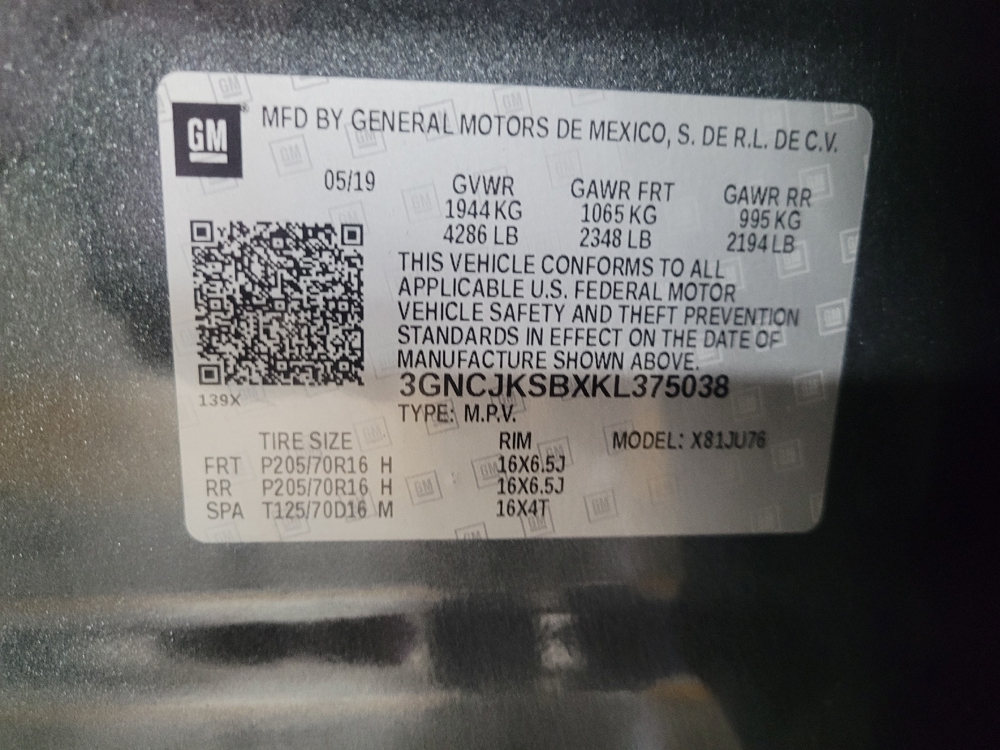 GM
MFD BY GENERAL MOTORS DE MEXICO, S. DE R.L. DE C.V.
05/19 GVWR GAWR FRT GAWR RR
1944 KG 1065 KG 995 KG
4286 LB 2348 LB 2194 LB
THIS VEHICLE CONFORMS TO ALL
APPLICABLE U.S. FEDERAL MOTOR
VEHICLE SAFETY AND THEFT PREVENTION
STANDARDS IN EFFECT ON THE DATE OF
MANUFACTURE SHOWN ABOVE.
3GNCJKSBXKL375038
139X
TYPE: M.P.V.
TIRE SIZE RIM MODEL: X81JU76
FRT P205/70R16 H 16X6.5J
RR P205/70R16 H 16X6.5J
SPA T125/70D16 M 16X4T